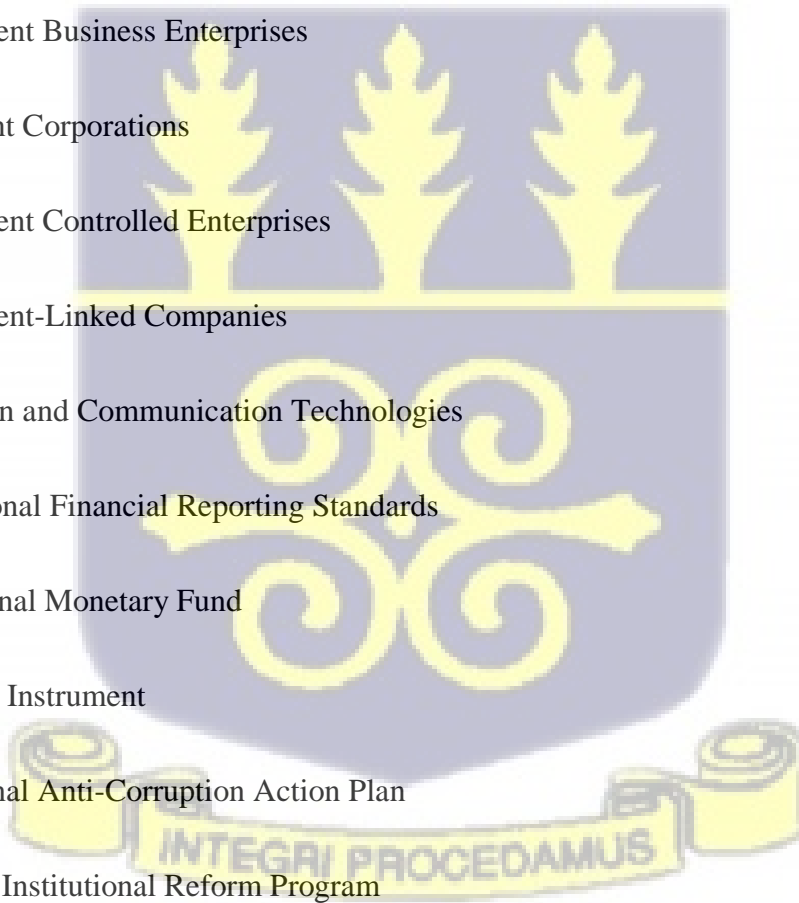 ent Business Enterprises
nt Corporations
ent Controlled Enterprises
ent-Linked Companies
n and Communication Technologies
onal Financial Reporting Standards
nal Monetary Fund
Instrument
nal Anti-Corruption Action Plan
INTEGRI PROCEDAMUS
Institutional Reform Program